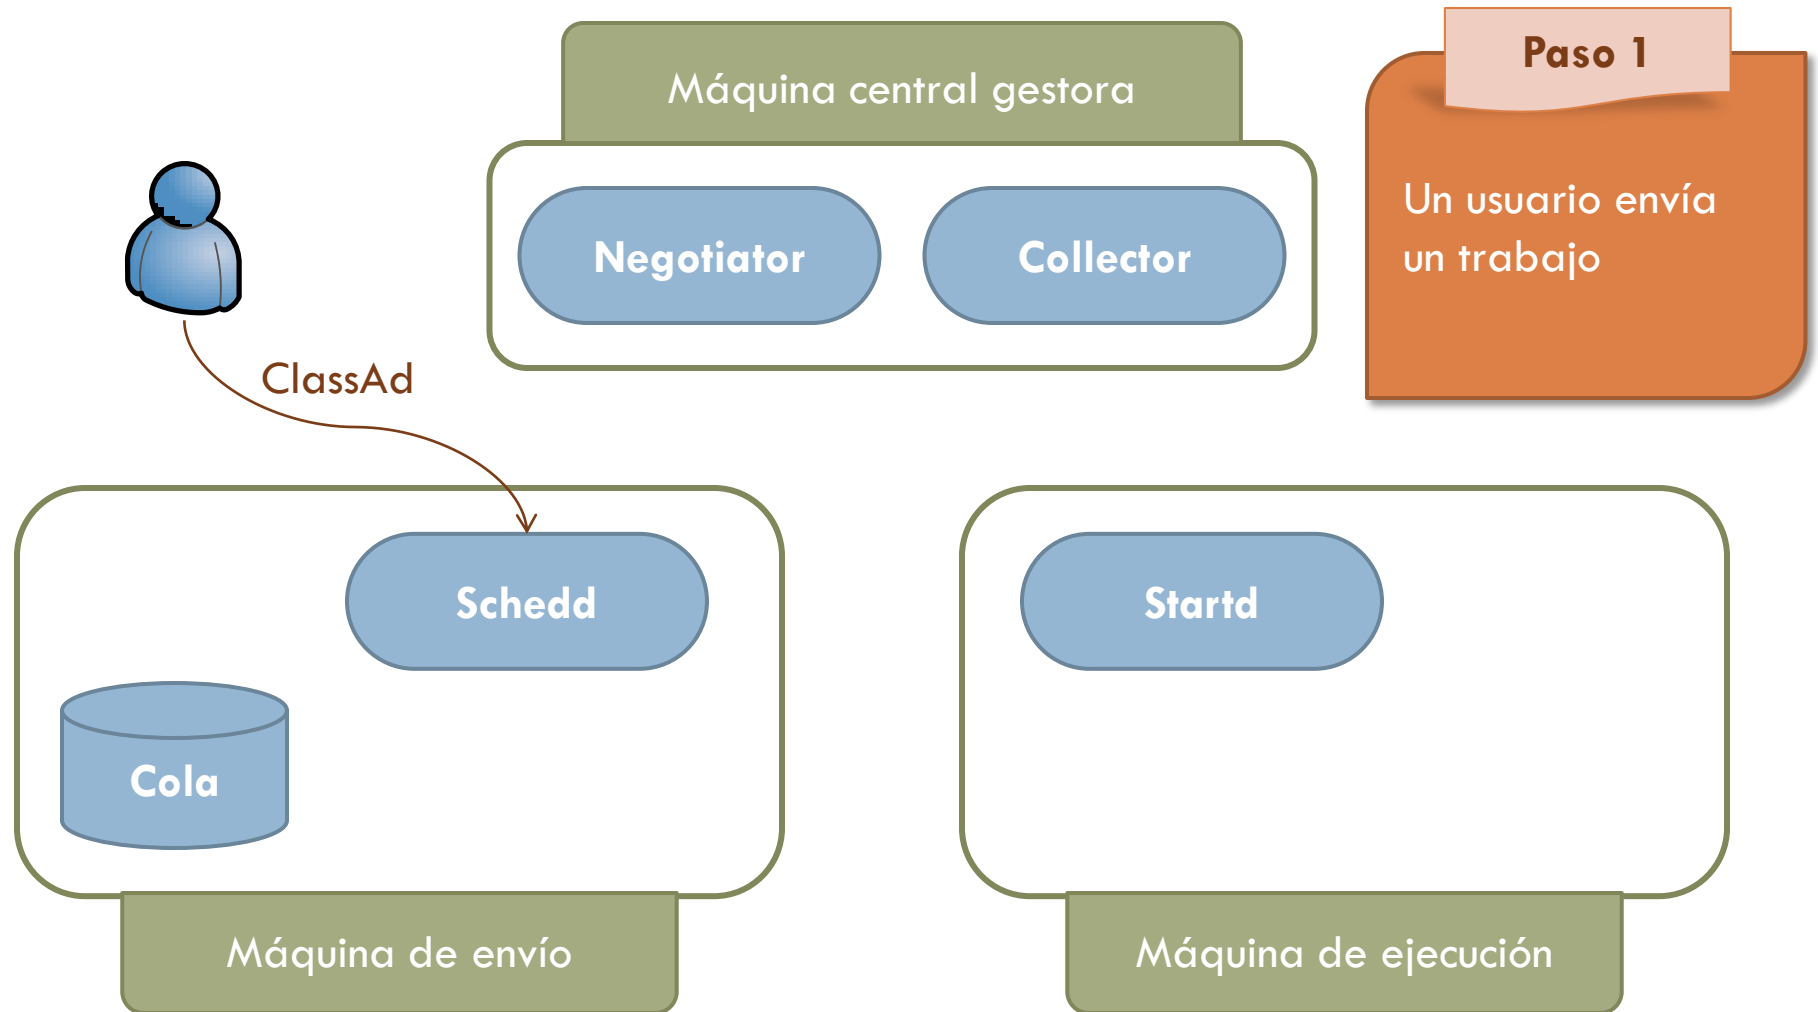 Máquina central gestora
Negotiator
Collector
Paso 1
Un usuario envía
un trabajo
ClassAd
Schedd
Cola
Máquina de envío
Startd
Máquina de ejecución